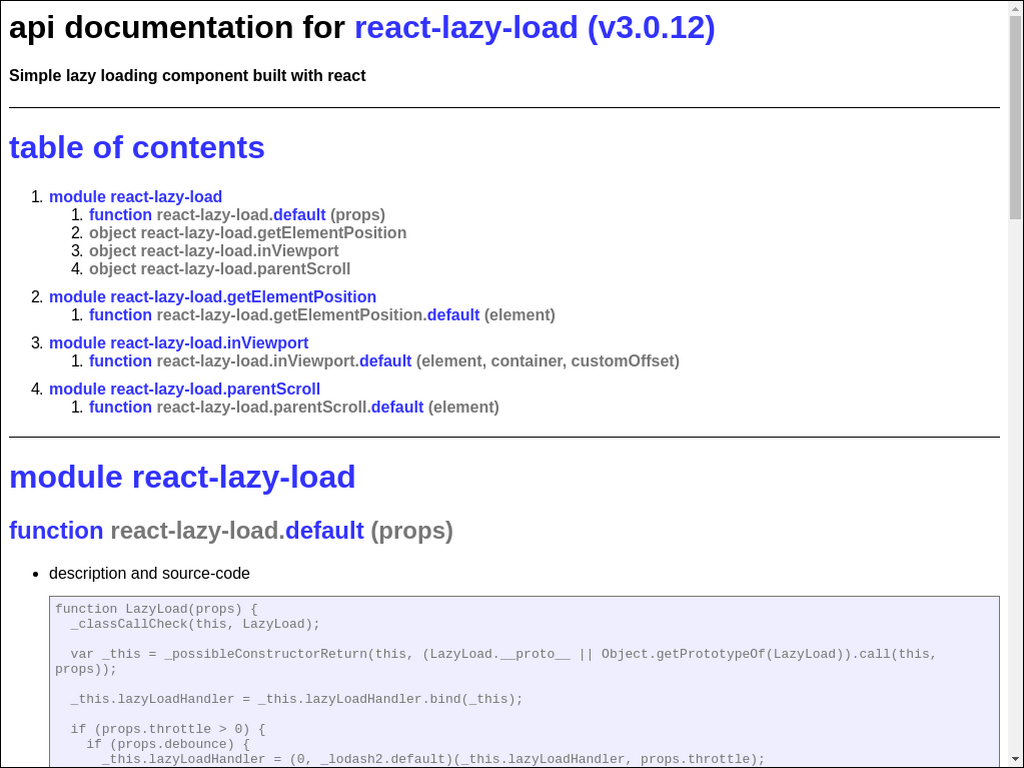 api documentation for react-lazy-load (v3.0.12)
Simple lazy loading component built with react
table of contents
1. module react-lazy-load
1. function react-lazy-load.default (props)
2. object react-lazy-load.getElementPosition
3. object react-lazy-load.inViewport
4. object react-lazy-load.parentScroll
2. module react-lazy-load.getElementPosition
1. function react-lazy-load.getElementPosition.default (element)
3. module react-lazy-load.inViewport
1. function react-lazy-load.inViewport.default (element, container, customOffset)
4. module react-lazy-load.parentScroll
1. function react-lazy-load.parentScroll.default (element)
module react-lazy-load
function react-lazy-load.default (props)
• description and source-code
function LazyLoad(props) {
  _classCallCheck(this, LazyLoad);
  var _this = _possibleConstructorReturn(this, (LazyLoad.__proto__ || Object.getPrototypeOf(LazyLoad)).call(this,
props));
  _this.lazyLoadHandler = _this.lazyLoadHandler.bind(_this);
  if (props.throttle > 0) {
    if (props.debounce) {
      _this.lazyLoadHandler = (0, _lodash2.default)(_this.lazyLoadHandler, props.throttle);